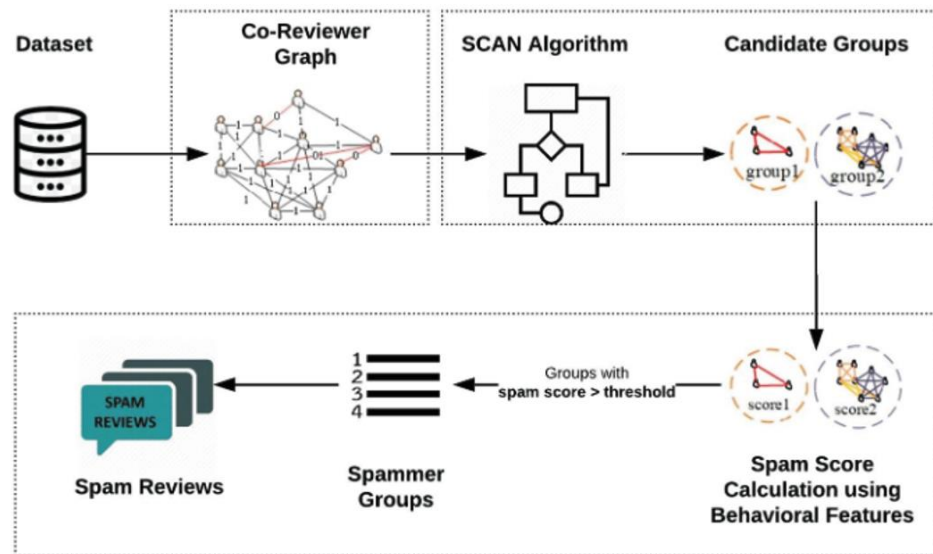 Dataset
Co-Reviewer
Graph
SCAN Algorithm
Candidate Groups
group1
group2
score1
score2
Groups with
spam score > threshold
1
2
3
4
SPAM
REVIEWS
Spam Reviews
Spammer
Groups
Spam Score
Calculation using
Behavioral Features